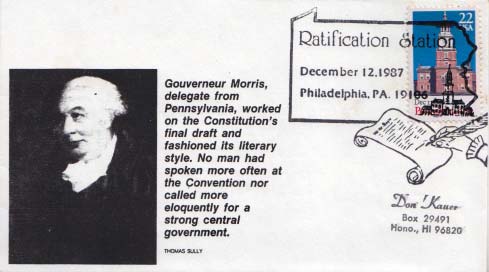 22
USA
Ratification Station
December 12, 1987
Philadelphia, PA. 19106
Dec
Gouverneur Morris,
delegate from
Pennsylvania, worked
on the Constitution's
final draft and
fashioned its literary
style. No man had
spoken more often at
the Convention nor
called more
eloquently for a
strong central
government.
THOMAS SULLY
Don Kauer
Box 29491
Hono., HI 96820